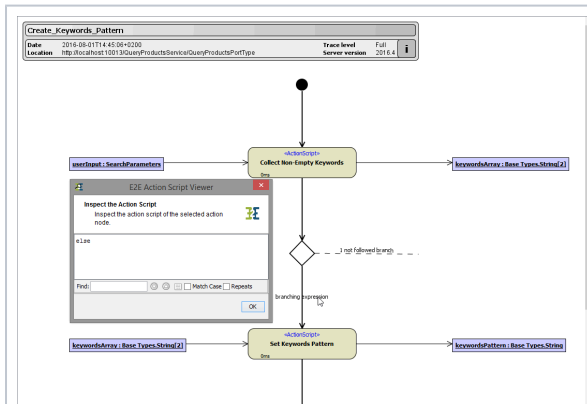 Create_Keywords_Pattern
Date 2016-08-01T14:45:06+0200 Trace level Full
Location http://localhost:10013/QueryProductsService/QueryProductsPortType Server version 2016.4
i
«ActionScript»
Collect Non-Empty Keywords
0ms
userInput : SearchParameters
keywordsArray : Base Types.String[2]
E2E Action Script Viewer
Inspect the Action Script
Inspect the action script of the selected action
node.
else
Find: Match Case Repeats
OK
1 not followed branch
branching expression
«ActionScript»
Set Keywords Pattern
0ms
keywordsArray : Base Types.String[2]
keywordsPattern : Base Types.String